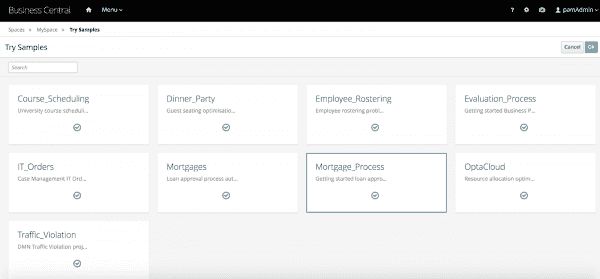 Business Central Menu ? pamAdmin
Spaces » MySpace » Try Samples
Try Samples Cancel Ok
Search
Course_Scheduling Dinner_Party Employee_Rostering Evaluation_Process
University course scheduli... Guest seating optimisatio... Employee rostering probl... Getting started Business P...
IT_Orders Mortgages Mortgage_Process OptaCloud
Case Management IT Ord... Loan approval process aut... Getting started loan appro... Resource allocation optim...
Traffic_Violation
DMN Traffic Violation proj...